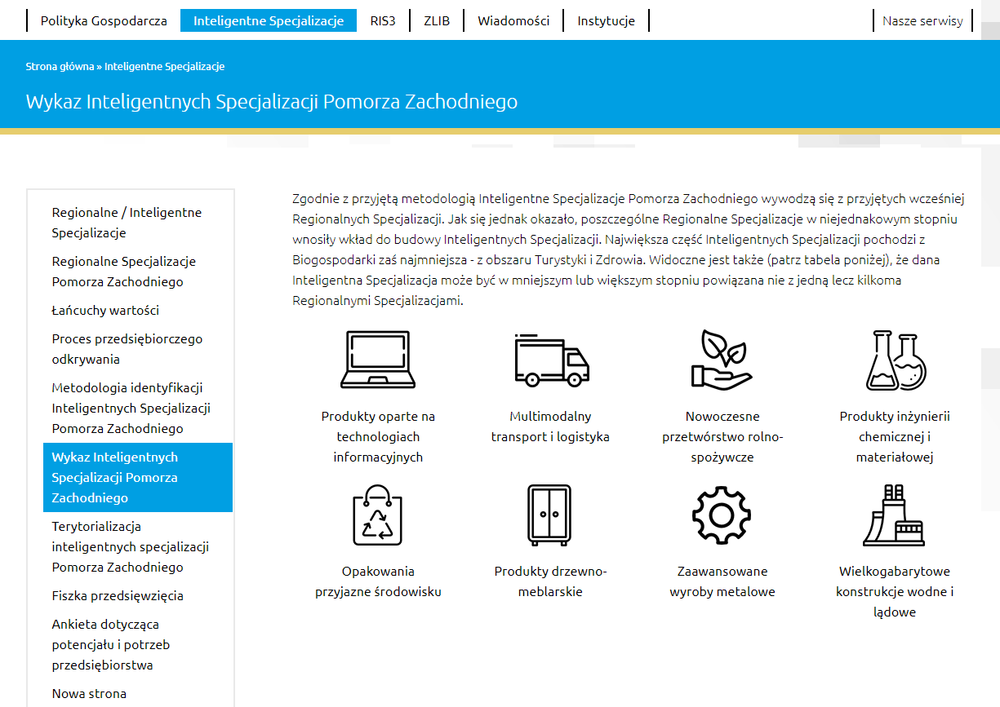 Polityka Gospodarcza
Inteligentne Specjalizacje
RIS3
ZLIB
Wiadomości
Instytucje
Nasze serwisy
Strona główna » Inteligentne Specjalizacje
Wykaz Inteligentnych Specjalizacji Pomorza Zachodniego
Regionalne / Inteligentne
Specjalizacje
Regionalne Specjalizacje
Pomorza Zachodniego
Łańcuchy wartości
Proces przedsiębiorczego
odkrywania
Metodologia identyfikacji
Inteligentnych Specjalizacji
Pomorza Zachodniego
Wykaz Inteligentnych
Specjalizacji Pomorza
Zachodniego
Terytorializacja
inteligentnych specjalizacji
Pomorza Zachodniego
Fiszka przedsięwzięcia
Ankieta dotycząca
potencjału i potrzeb
przedsiębiorstwa
Nowa strona
Zgodnie z przyjętą metodologią Inteligentne Specjalizacje Pomorza Zachodniego wywodzą się z przyjętych wcześniej
Regionalnych Specjalizacji. Jak się jednak okazało, poszczególne Regionalne Specjalizacje w niejednakowym stopniu
wnosiły wkład do budowy Inteligentnych Specjalizacji. Największa część Inteligentnych Specjalizacji pochodzi z
Biogospodarki zaś najmniejsza - z obszaru Turystyki i Zdrowia. Widoczne jest także (patrz tabela poniżej), że dana
Inteligentna Specjalizacja może być w mniejszym lub większym stopniu powiązana nie z jedną lecz kilkoma
Regionalnymi Specjalizacjami.
Produkty oparte na
technologiach
informacyjnych
Multimodalny
transport i logistyka
Nowoczesne
przetwórstwo rolno-
spożywcze
Produkty inżynierii
chemicznej i
materiałowej
Opakowania
przyjazne środowisku
Produkty drzewno-
meblarskie
Zaawansowane
wyroby metalowe
Wielkogabarytowe
konstrukcje wodne i
lądowe